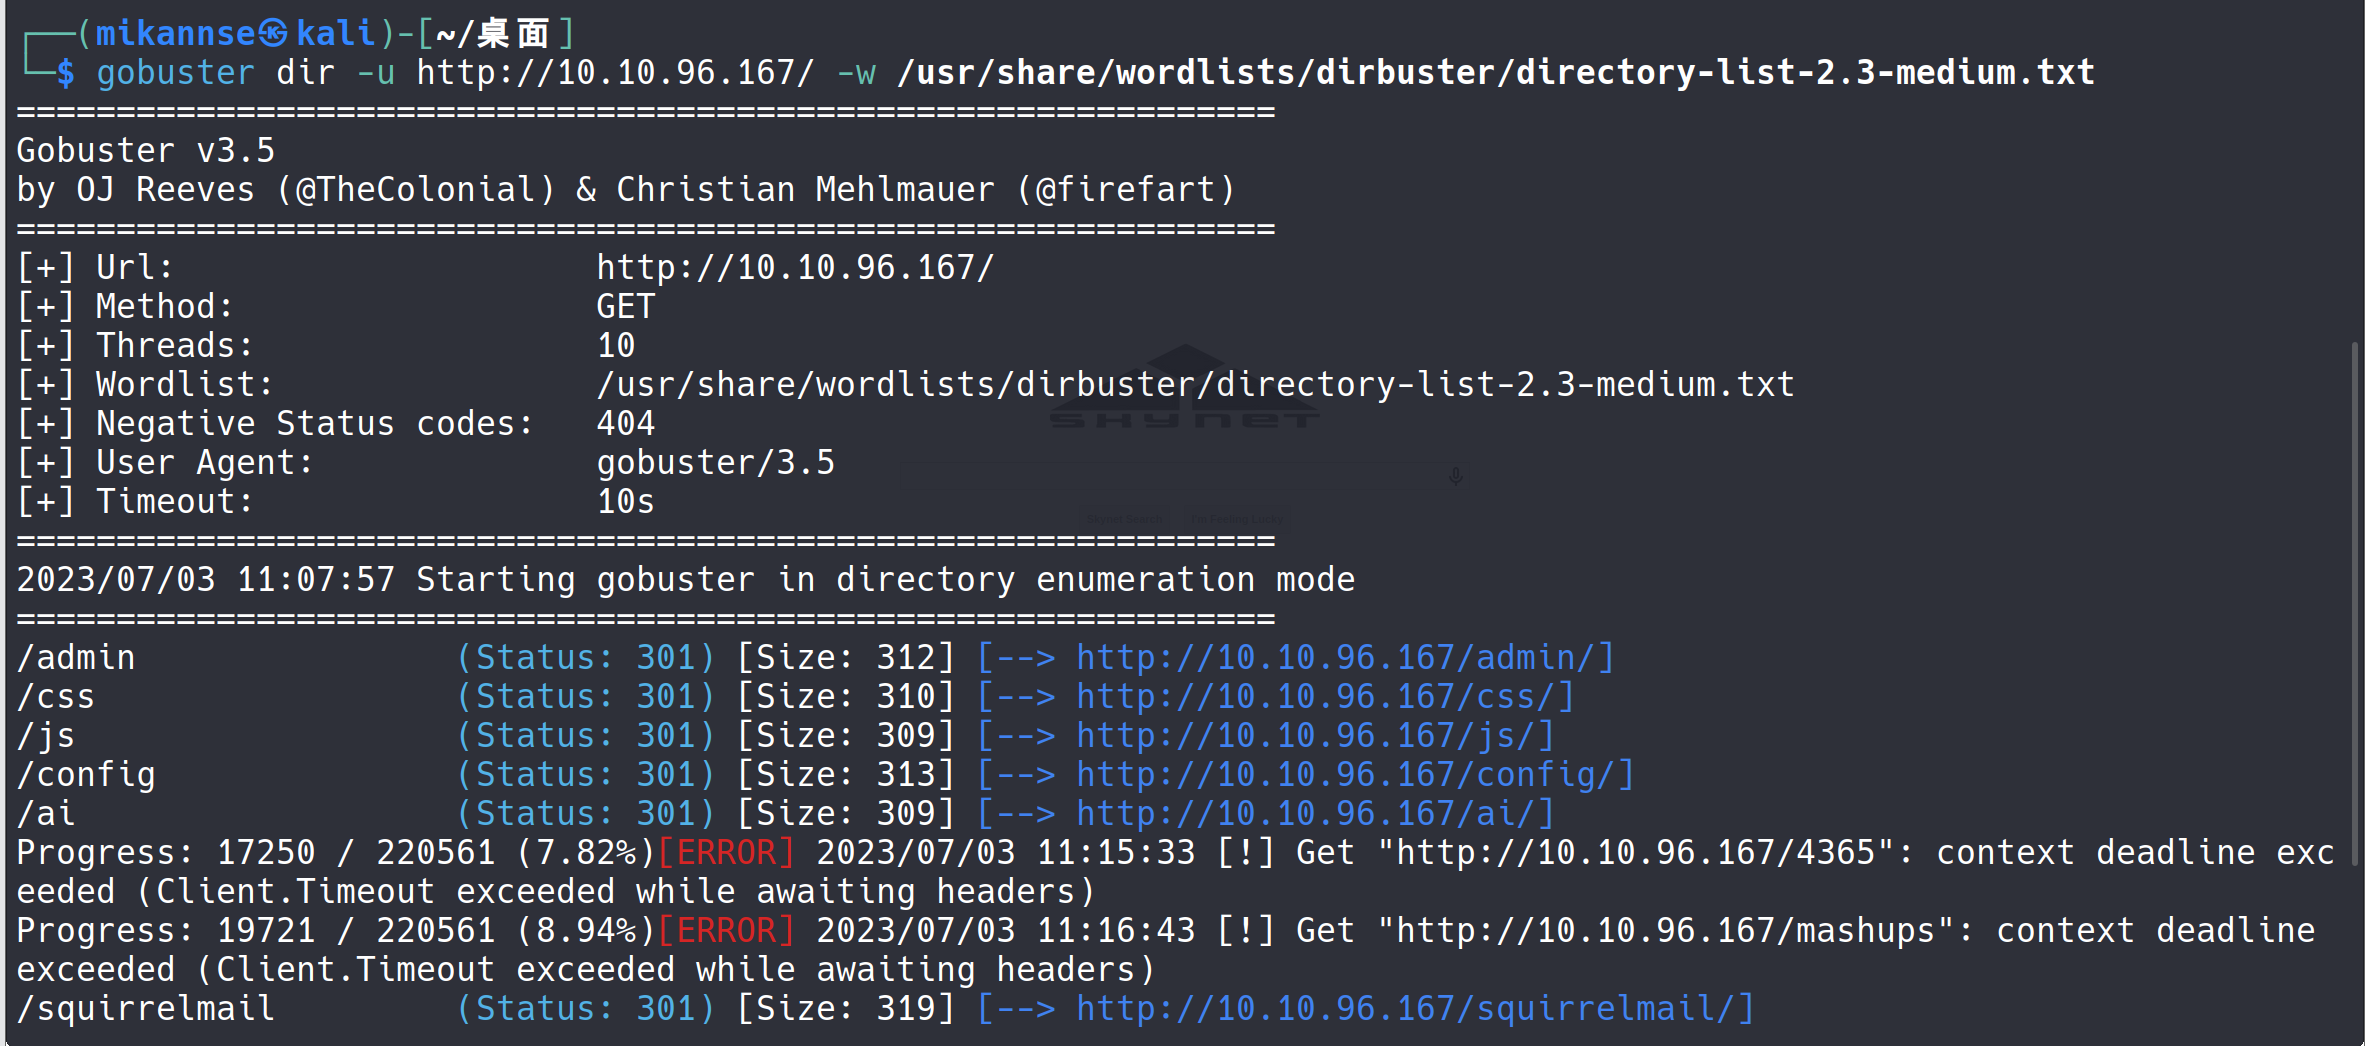 ┌──(mikannse㉿kali)-[~/桌面]
└─$ gobuster dir -u http://10.10.96.167/ -w /usr/share/wordlists/dirbuster/directory-list-2.3-medium.txt
===============================================================
Gobuster v3.5
by OJ Reeves (@TheColonial) & Christian Mehlmauer (@firefart)
===============================================================
[+] Url:                     http://10.10.96.167/
[+] Method:                  GET
[+] Threads:                 10
[+] Wordlist:                /usr/share/wordlists/dirbuster/directory-list-2.3-medium.txt
SKYNET
[+] Negative Status codes:   404
[+] User Agent:              gobuster/3.5
[+] Timeout:                 10s
Skynet Search I'm Feeling Lucky
===============================================================
2023/07/03 11:07:57 Starting gobuster in directory enumeration mode
===============================================================
/admin                (Status: 301) [Size: 312] [--> http://10.10.96.167/admin/]
/css                  (Status: 301) [Size: 310] [--> http://10.10.96.167/css/]
/js                   (Status: 301) [Size: 309] [--> http://10.10.96.167/js/]
/config               (Status: 301) [Size: 313] [--> http://10.10.96.167/config/]
/ai                   (Status: 301) [Size: 309] [--> http://10.10.96.167/ai/]
Progress: 17250 / 220561 (7.82%)[ERROR] 2023/07/03 11:15:33 [!] Get "http://10.10.96.167/4365": context deadline exc
eeded (Client.Timeout exceeded while awaiting headers)
Progress: 19721 / 220561 (8.94%)[ERROR] 2023/07/03 11:16:43 [!] Get "http://10.10.96.167/mashups": context deadline
exceeded (Client.Timeout exceeded while awaiting headers)
/squirrelmail         (Status: 301) [Size: 319] [--> http://10.10.96.167/squirrelmail/]